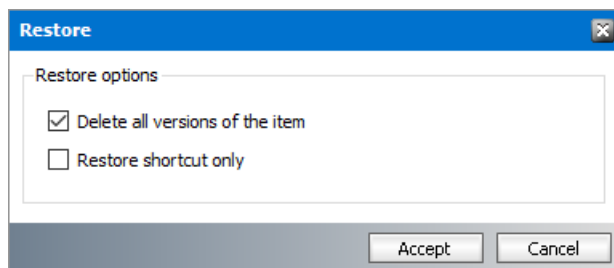 Restore
Restore options
Delete all versions of the item
Restore shortcut only
Accept
Cancel